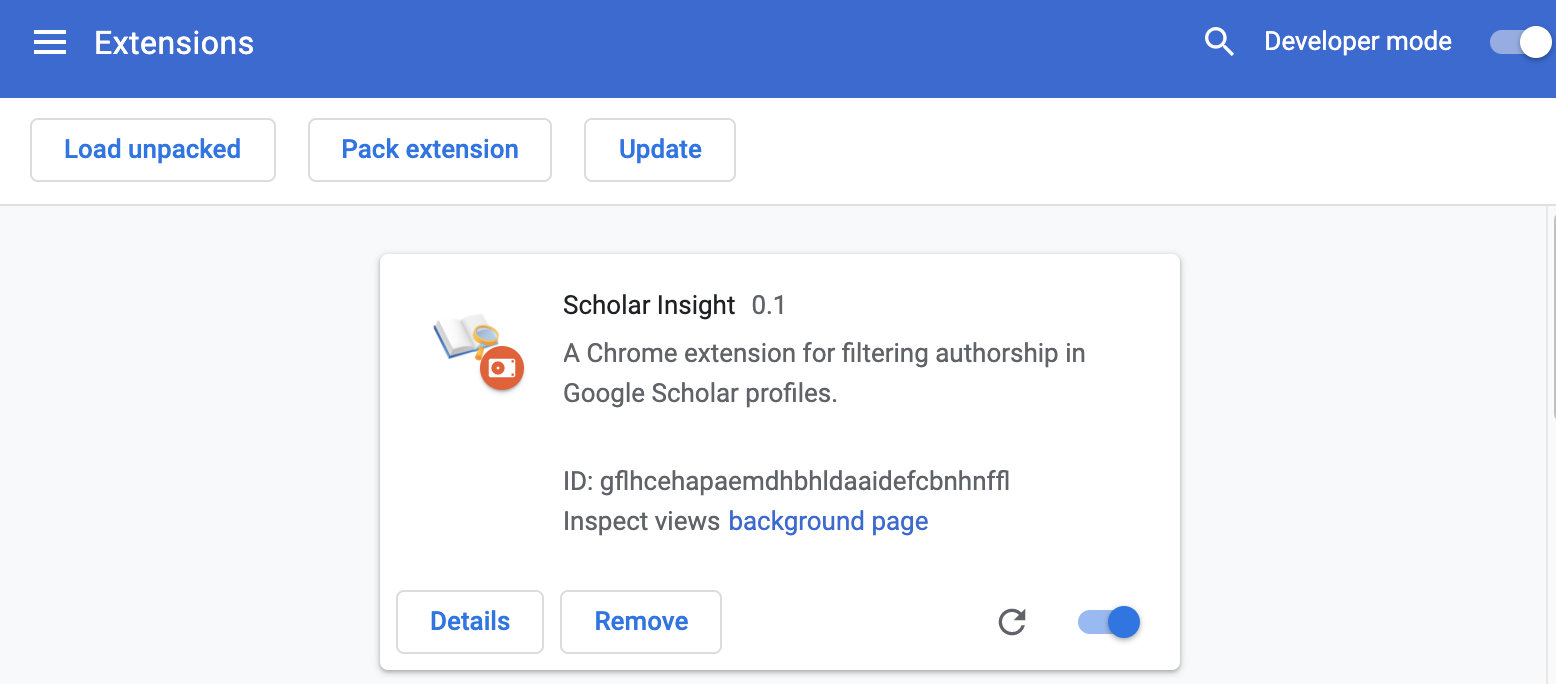 Extensions
Developer mode
Load unpacked
Pack extension
Update
Scholar Insight 0.1
A Chrome extension for filtering authorship in
Google Scholar profiles.
ID: gflhcehapaemdhbhldaaidefcbnhnffl
Inspect views background page
Details
Remove